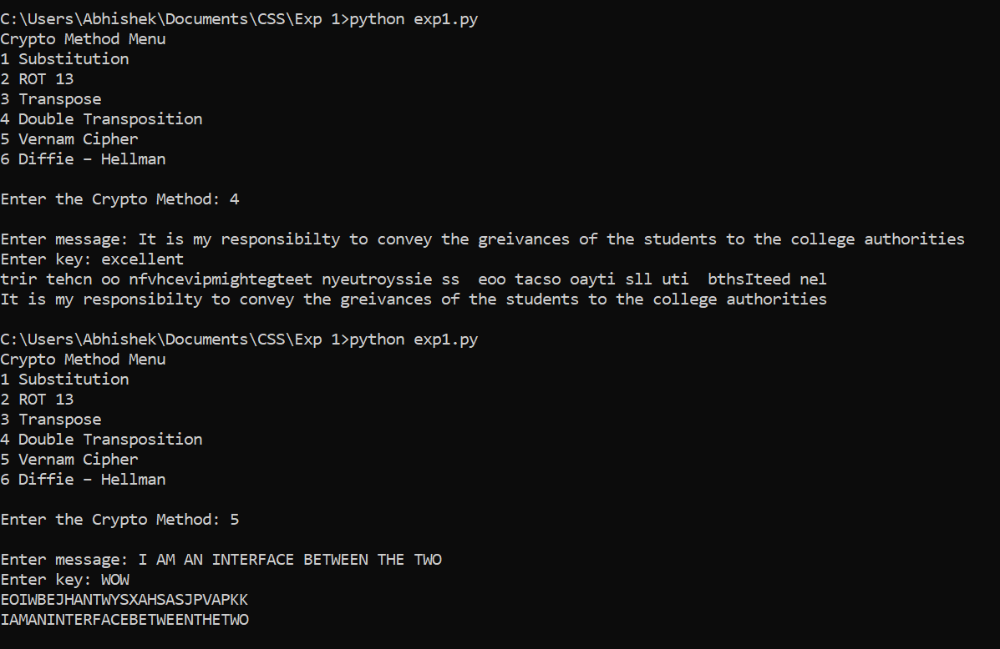 C:\Users\Abhishek\Documents\CSS\Exp 1>python exp1.py
Crypto Method Menu
1 Substitution
2 ROT 13
3 Transpose
4 Double Transposition
5 Vernam Cipher
6 Diffie – Hellman
Enter the Crypto Method: 4
Enter message: It is my responsibilty to convey the greivances of the students to the college authorities
Enter key: excellent
trir tehcn oo nfvhcevipmightegteet nyeutroyssie ss  eoo tacso oayti sll uti  bthsIteed nel
It is my responsibilty to convey the greivances of the students to the college authorities
C:\Users\Abhishek\Documents\CSS\Exp 1>python exp1.py
Crypto Method Menu
1 Substitution
2 ROT 13
3 Transpose
4 Double Transposition
5 Vernam Cipher
6 Diffie – Hellman
Enter the Crypto Method: 5
Enter message: I AM AN INTERFACE BETWEEN THE TWO
Enter key: WOW
EOIWBEJHANTWYSXAHSASJPVAPKK
IAMANINTERFACEBETWEENTHETWO